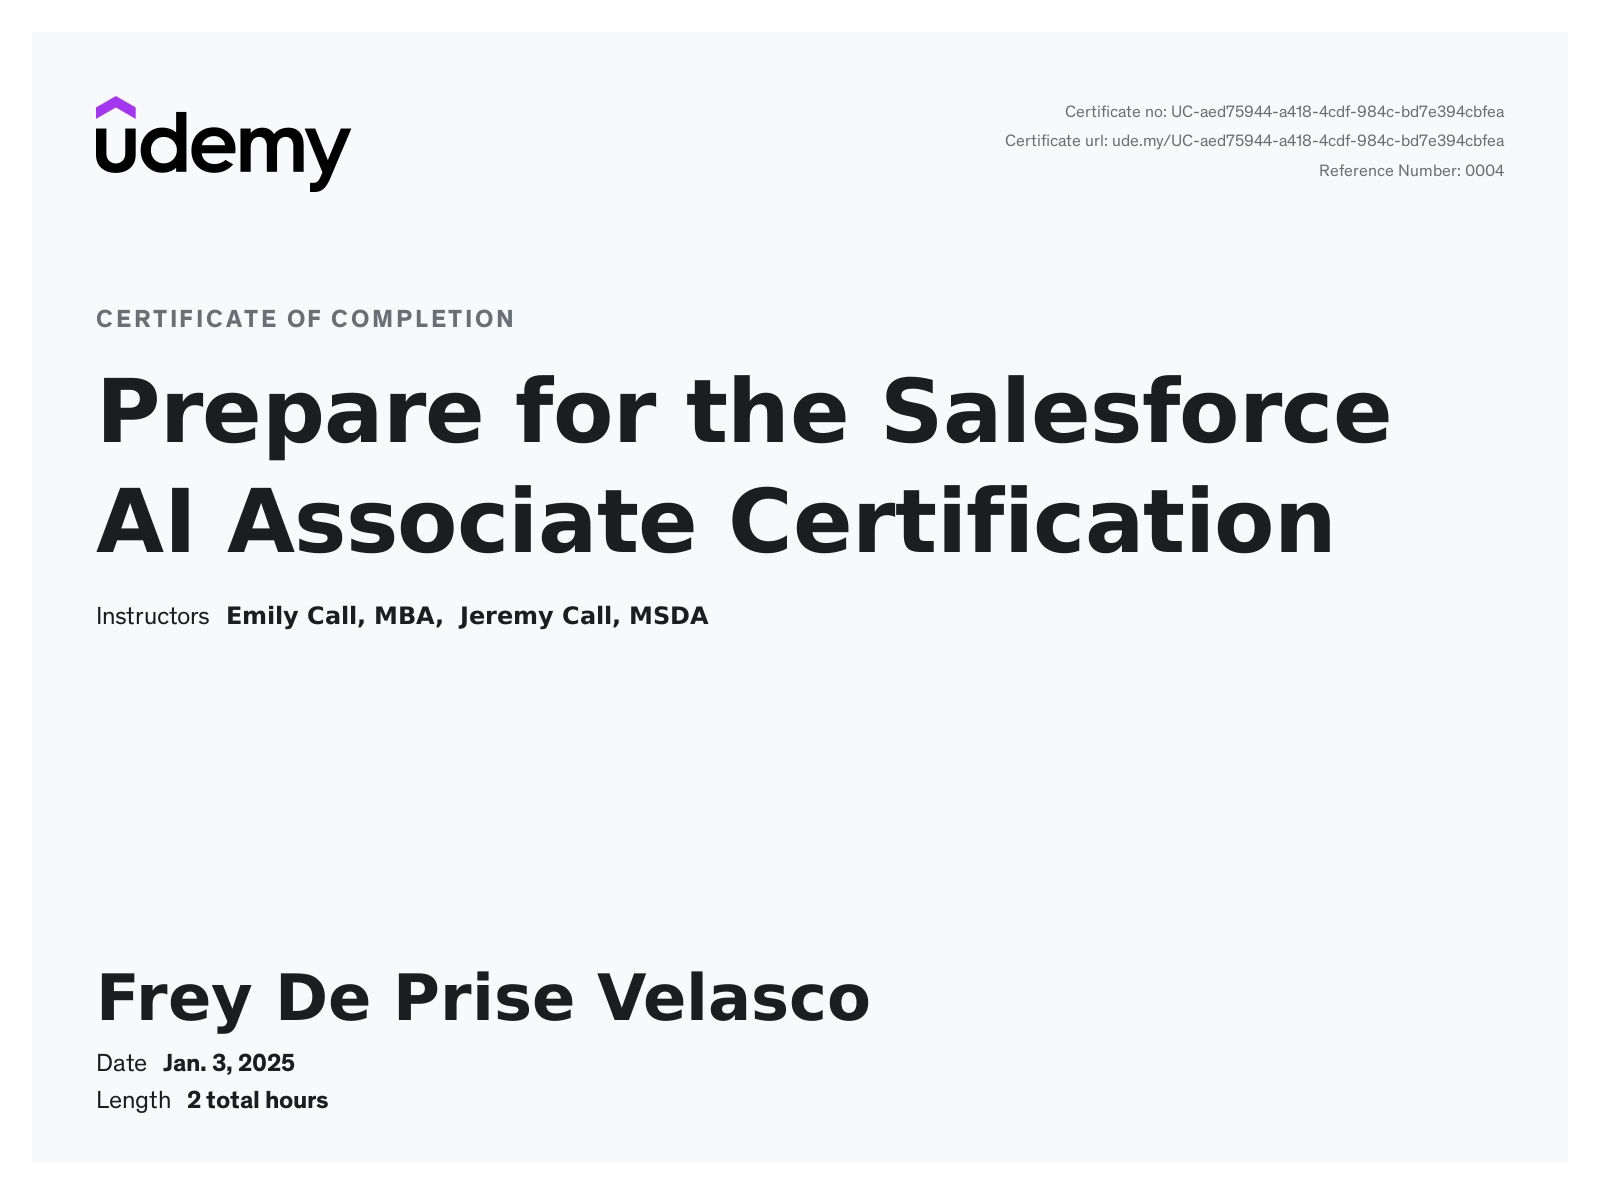 udemy
Certificate no: UC-aed75944-a418-4cdf-984c-bd7e394cbfea
Certificate url: ude.my/UC-aed75944-a418-4cdf-984c-bd7e394cbfea
Reference Number: 0004
CERTIFICATE OF COMPLETION
Prepare for the Salesforce
AI Associate Certification
Instructors Emily Call, MBA, Jeremy Call, MSDA
Frey De Prise Velasco
Date Jan. 3, 2025
Length 2 total hours